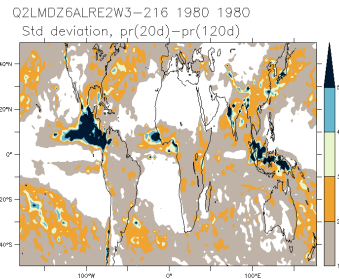 Q2LMDZ6ALRE2W3-216 1980 1980
Std deviation, pr(20d)-pr(120d)
40°N
20°N
0°
20°S
40°S
100°W
0°
100°E
5
4
3
2
1